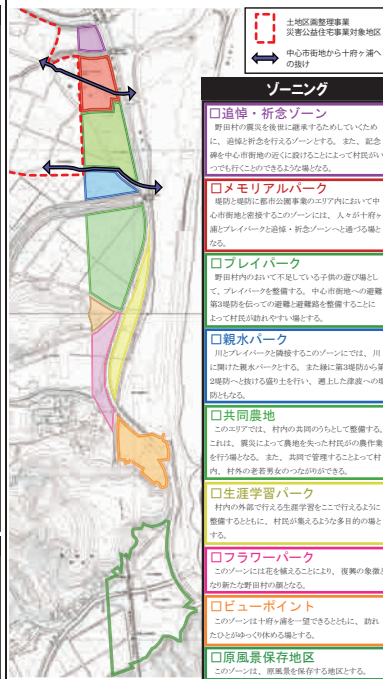 土地区画整理事業
災害公益住宅事業対象地区
中心市街地から十府ヶ浦へ
の抜け
ゾーニング
□追悼・祈念ゾーン
野田村の震災を後世に継承するためしていくため
に、追悼と祈念を行えるゾーンとする。また、記念
碑を中心市街地の近くに設けることによって村民がい
つでも行くことのできるような場となる。
□メモリアルパーク
堤防と堤防に都市公園事業のエリア内において中
心市街地と密接するこのゾーンには、人々が十府ヶ
浦とプレイパークと追悼・祈念ゾーンへと通づる場と
なる。
□プレイパーク
野田村内のおいて不足している子供の遊び場とし
て、プレイパークを整備する。中心市街地への避難
第3堤防を伝っての避難と避難路を整備することに
よって村民が訪れやすい場とする。
□親水パーク
川とプレイパークと隣接するこのゾーンにでは、川
に開けた親水パークとする。また緑に第3堤防から第
2堤防へと抜ける盛り土を行い、遡上した津波への堤
防ともなる。
□共同農地
このエリアでは、村内の共同のうちとして整備する。
これは、震災によって農地を失った村民がの農作業
を行う場となる。また、共同で管理することよって村
内、村外の老若男女のつながりができる。
□生涯学習パーク
村内の外部で行える生涯学習をここで行えるように
整備するとともに、村民が集えるような多目的の場と
する。
□フラワーパーク
このゾーンには花を植えることにより、復興の象徴と
なり新たな野田村の顔となる。
□ビューポイント
このゾーンは十府ヶ浦を一望できるとともに、訪れ
たひとがゆっくり休める場とする。
□原風景保存地区
このゾーンは、原風景を保存する地区とする。